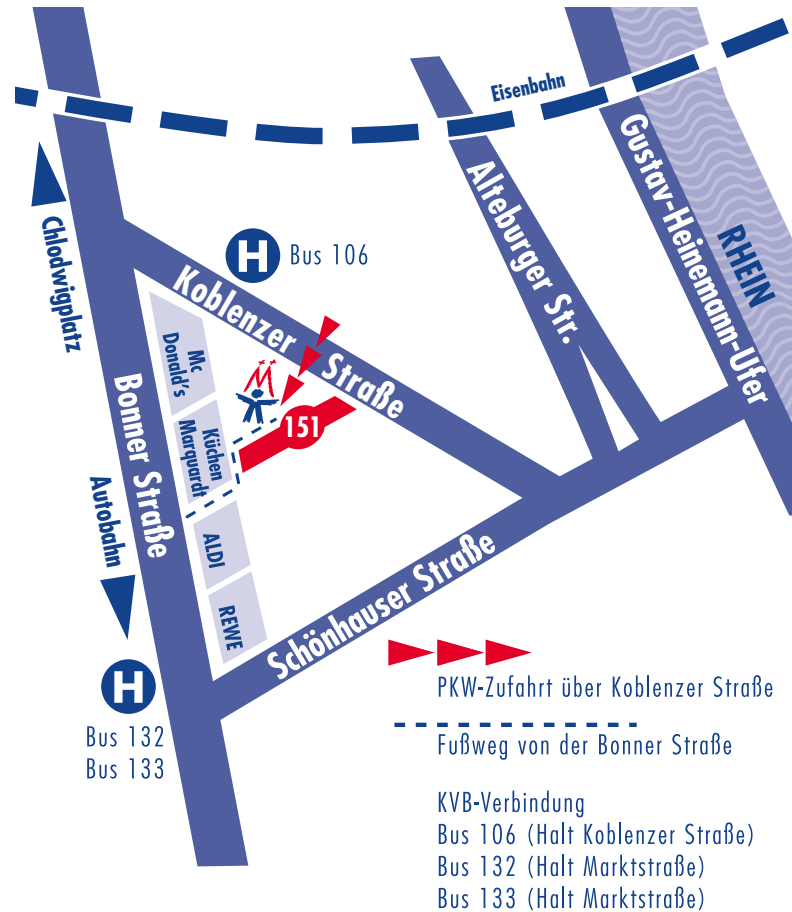 Eisenbahn
Gustav-Heinemann-Ufer
RHEIN
Alteburger Str.
Chlodwigplatz
H Bus 106
Koblenzer Straße
Mc
Donald's
Bonner Straße
Küchen
Marquardt
M
151
Autobahn
ALDI
REWE
Schönhauser Straße
H
Bus 132
Bus 133
PKW-Zufahrt über Koblenzer Straße
Fußweg von der Bonner Straße
KVB-Verbindung
Bus 106 (Halt Koblenzer Straße)
Bus 132 (Halt Marktstraße)
Bus 133 (Halt Marktstraße)